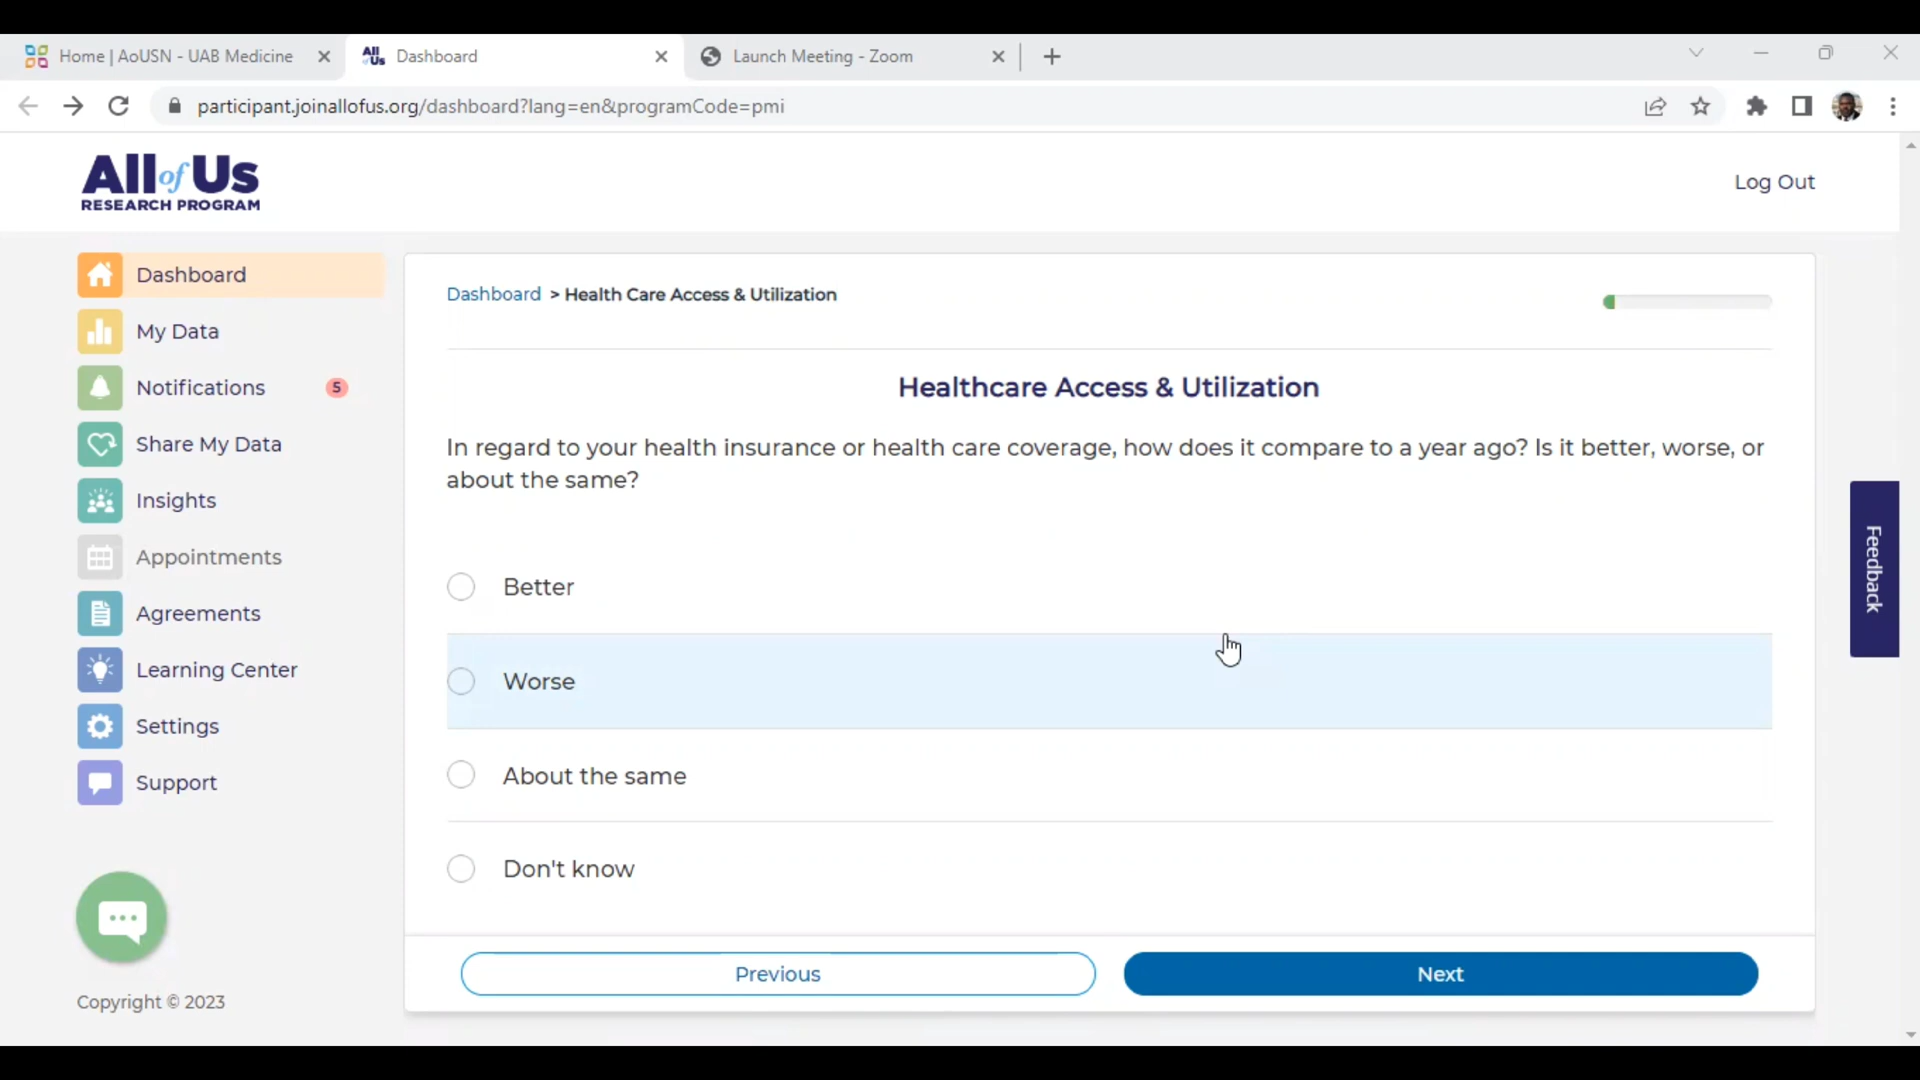 Home | AoUSN - UAB Medicine
All of Us
Dashboard
Launch Meeting - Zoom
participant.joinallofus.org/dashboard?lang=en&programCode=pmi
All of Us
RESEARCH PROGRAM
Log Out
Dashboard
My Data
Notifications 5
Share My Data
Insights
Appointments
Agreements
Learning Center
Settings
Support
Copyright © 2023
Dashboard > Health Care Access & Utilization
Healthcare Access & Utilization
In regard to your health insurance or health care coverage, how does it compare to a year ago? Is it better, worse, or
about the same?
Better
Worse
About the same
Don't know
Previous
Next
Feedback